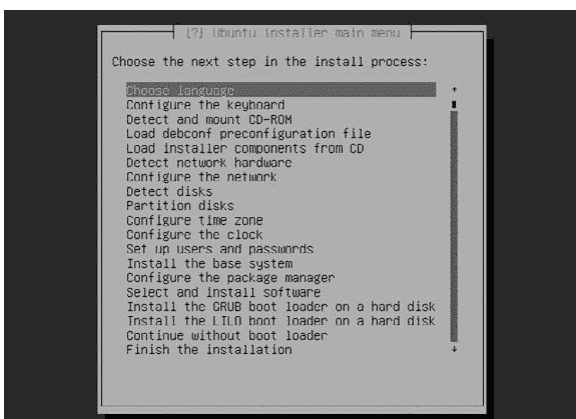 [?] Ubuntu installer main menu
Choose the next step in the install process:
Choose language
Configure the keyboard
Detect and mount CD-ROM
Load debconf preconfiguration file
Load installer components from CD
Detect network hardware
Configure the network
Detect disks
Partition disks
Configure time zone
Configure the clock
Set up users and passwords
Install the base system
Configure the package manager
Select and install software
Install the GRUB boot loader on a hard disk
Install the LILO boot loader on a hard disk
Continue without boot loader
Finish the installation